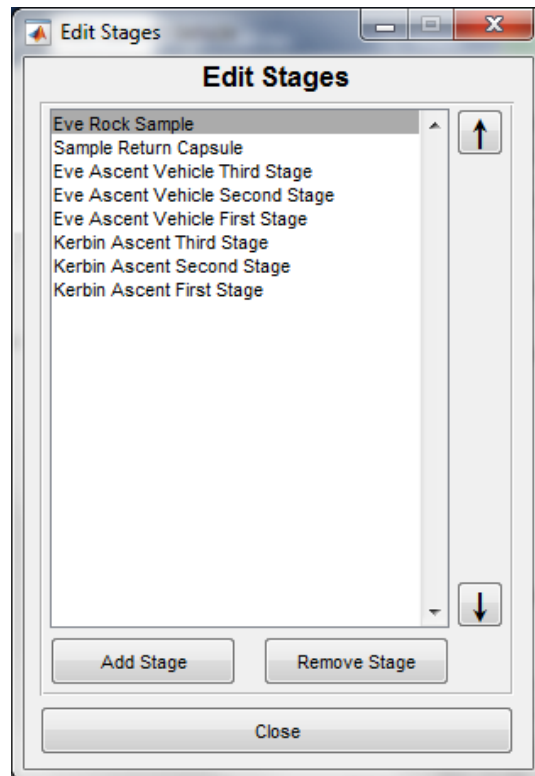 Edit Stages
Edit Stages
Eve Rock Sample
Sample Return Capsule
Eve Ascent Vehicle Third Stage
Eve Ascent Vehicle Second Stage
Eve Ascent Vehicle First Stage
Kerbin Ascent Third Stage
Kerbin Ascent Second Stage
Kerbin Ascent First Stage
Add Stage
Remove Stage
Close